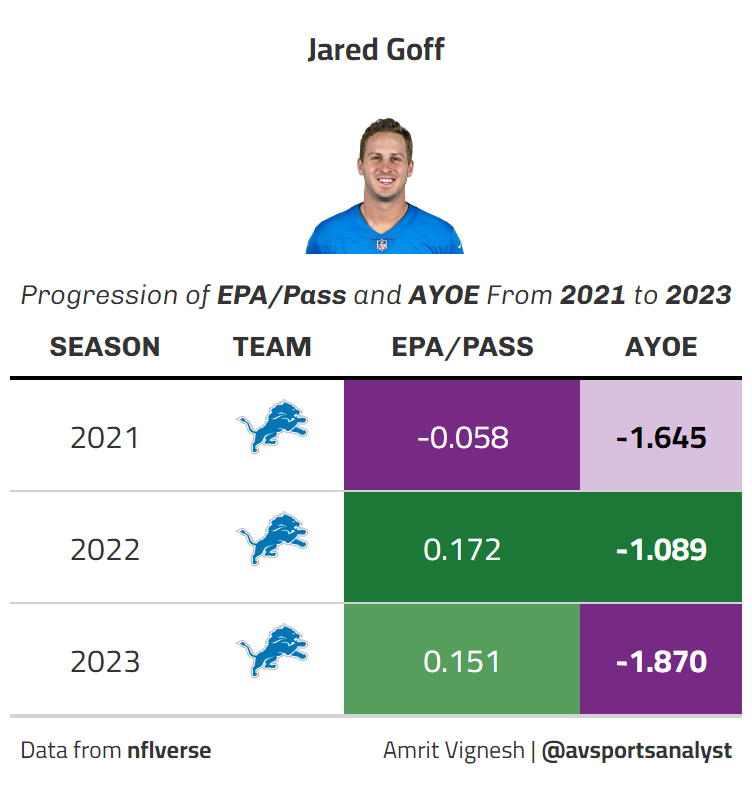 Jared Goff
Progression of EPA/Pass and AYOE From 2021 to 2023
SEASON TEAM EPA/PASS AYOE
2021 -0.058 -1.645
2022 0.172 -1.089
2023 0.151 -1.870
Data from nflverse Amrit Vignesh | @avsportsanalyst